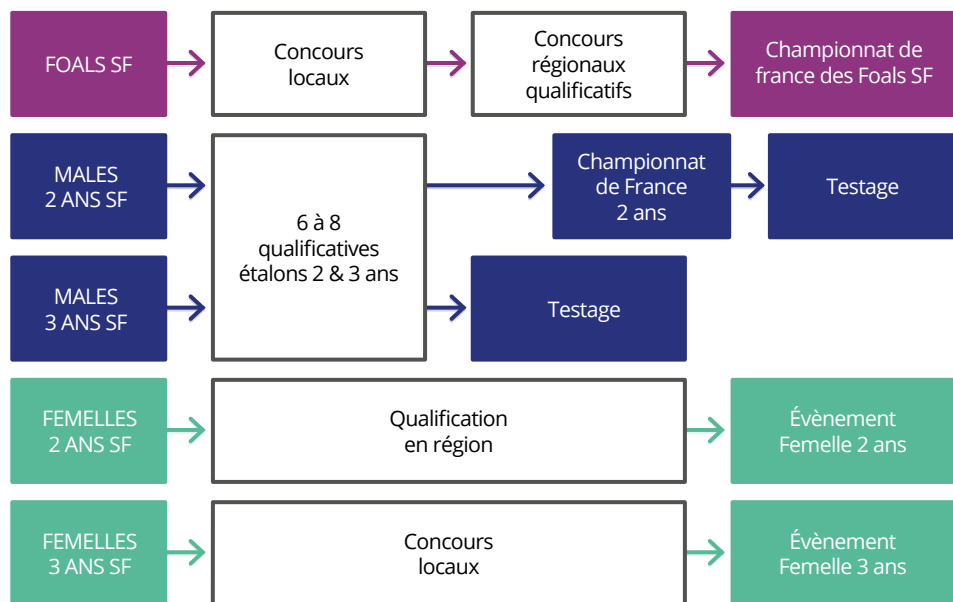 FOALS SF
Concours
locaux
Concours
régionaux
qualificatifs
Championnat de
france des Foals SF
MALES
2 ANS SF
6 à 8
qualificatives
étalons 2 & 3 ans
Championnat
de France
2 ans
Testage
MALES
3 ANS SF
Testage
FEMELLES
2 ANS SF
Qualification
en région
Évènement
Femelle 2 ans
FEMELLES
3 ANS SF
Concours
locaux
Évènement
Femelle 3 ans